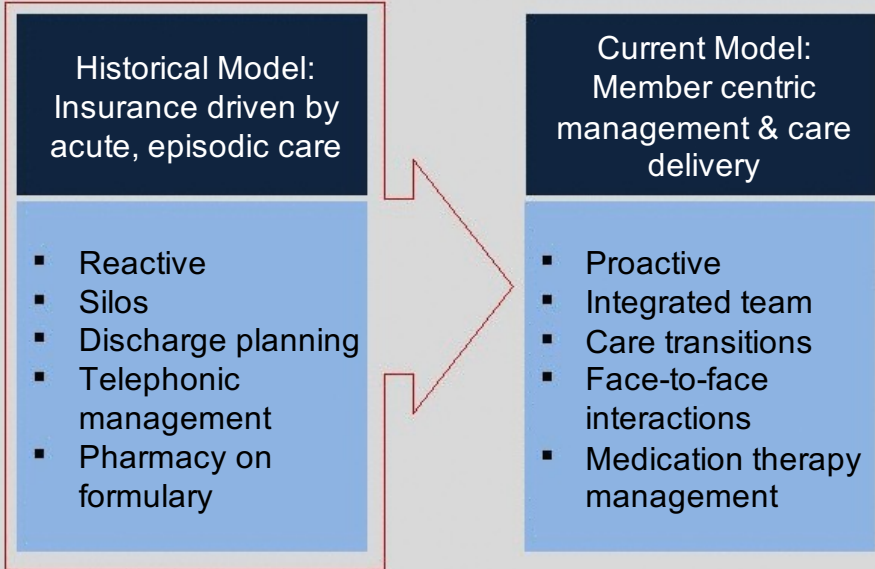 Historical Model:
Insurance driven by
acute, episodic care
▪ Reactive
▪ Silos
▪ Discharge planning
▪ Telephonic
management
▪ Pharmacy on
formulary
Current Model:
Member centric
management & care
delivery
▪ Proactive
▪ Integrated team
▪ Care transitions
▪ Face-to-face
interactions
▪ Medication therapy
management